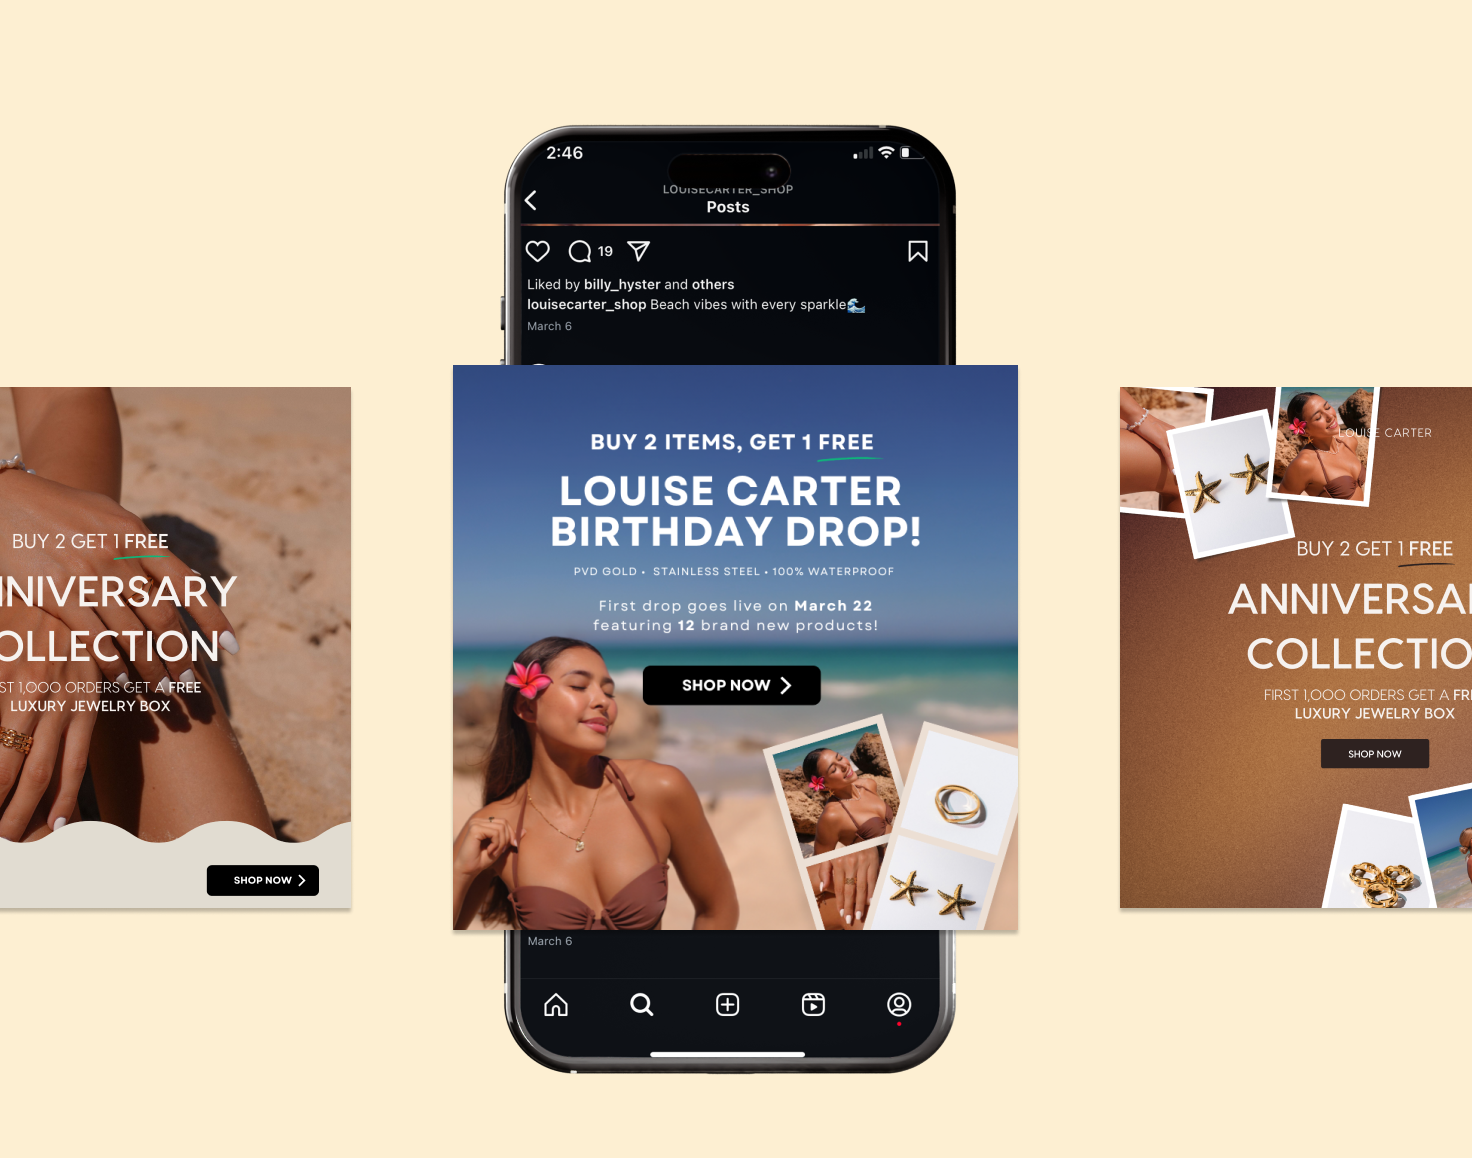 2:46
LOUISECARTER_SHOP
Posts
19
Liked by billy_hyster and others
louisecarter_shop Beach vibes with every sparkle🌊
March 6
BUY 2 ITEMS, GET 1 FREE
LOUISE CARTER
BIRTHDAY DROP!
PVD GOLD • STAINLESS STEEL • 100% WATERPROOF
First drop goes live on March 22
featuring 12 brand new products!
SHOP NOW
March 6
BUY 2 GET 1 FREE
NIVERSARY
OLLECTION
ST 1,000 ORDERS GET A FREE
LUXURY JEWELRY BOX
SHOP NOW
LOUISE CARTER
BUY 2 GET 1 FREE
ANNIVERSA
COLLECTIO
FIRST 1,000 ORDERS GET A FR
LUXURY JEWELRY BOX
SHOP NOW